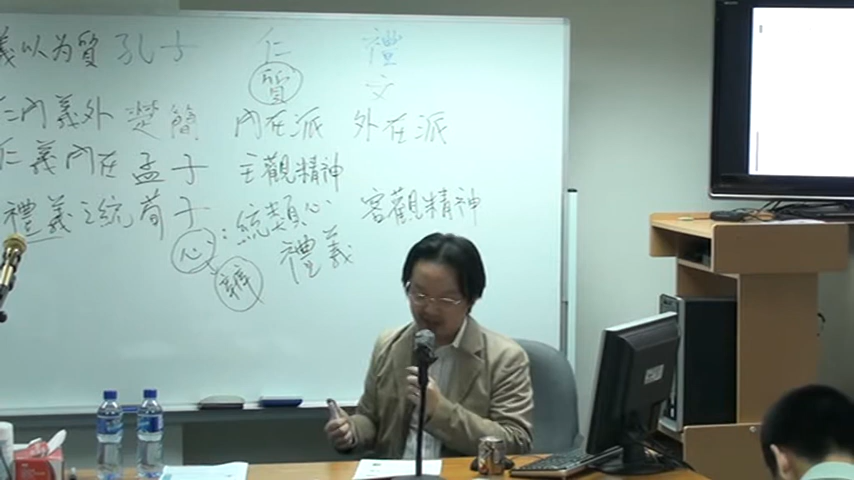 義以为質 孔子 仁 禮
質 文
仁內義外 楚簡 內在派 外在派
仁義內在 孟子 主觀精神
禮義之統 荀子 :統類心 客觀精神
心 禮義
辨